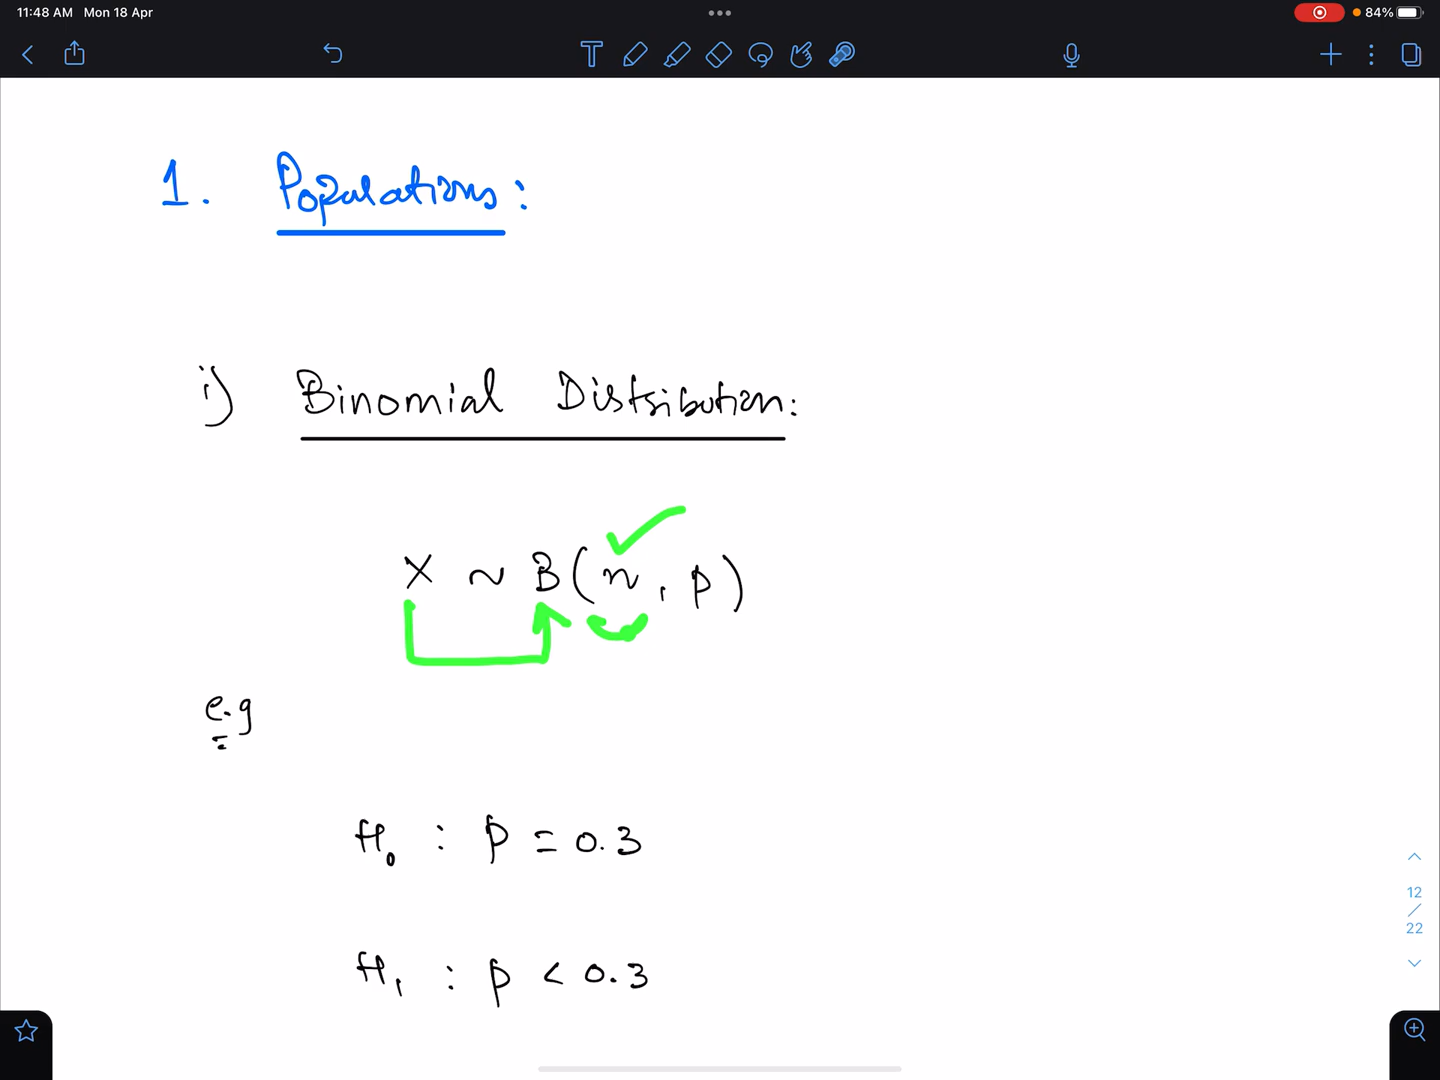 11:48 AM Mon 18 Apr
84%
1. Populations:
i) Binomial Distribution:
X ~ B(n, p)
e.g
H₀ : p = 0.3
H₁ : p < 0.3
12
/
22